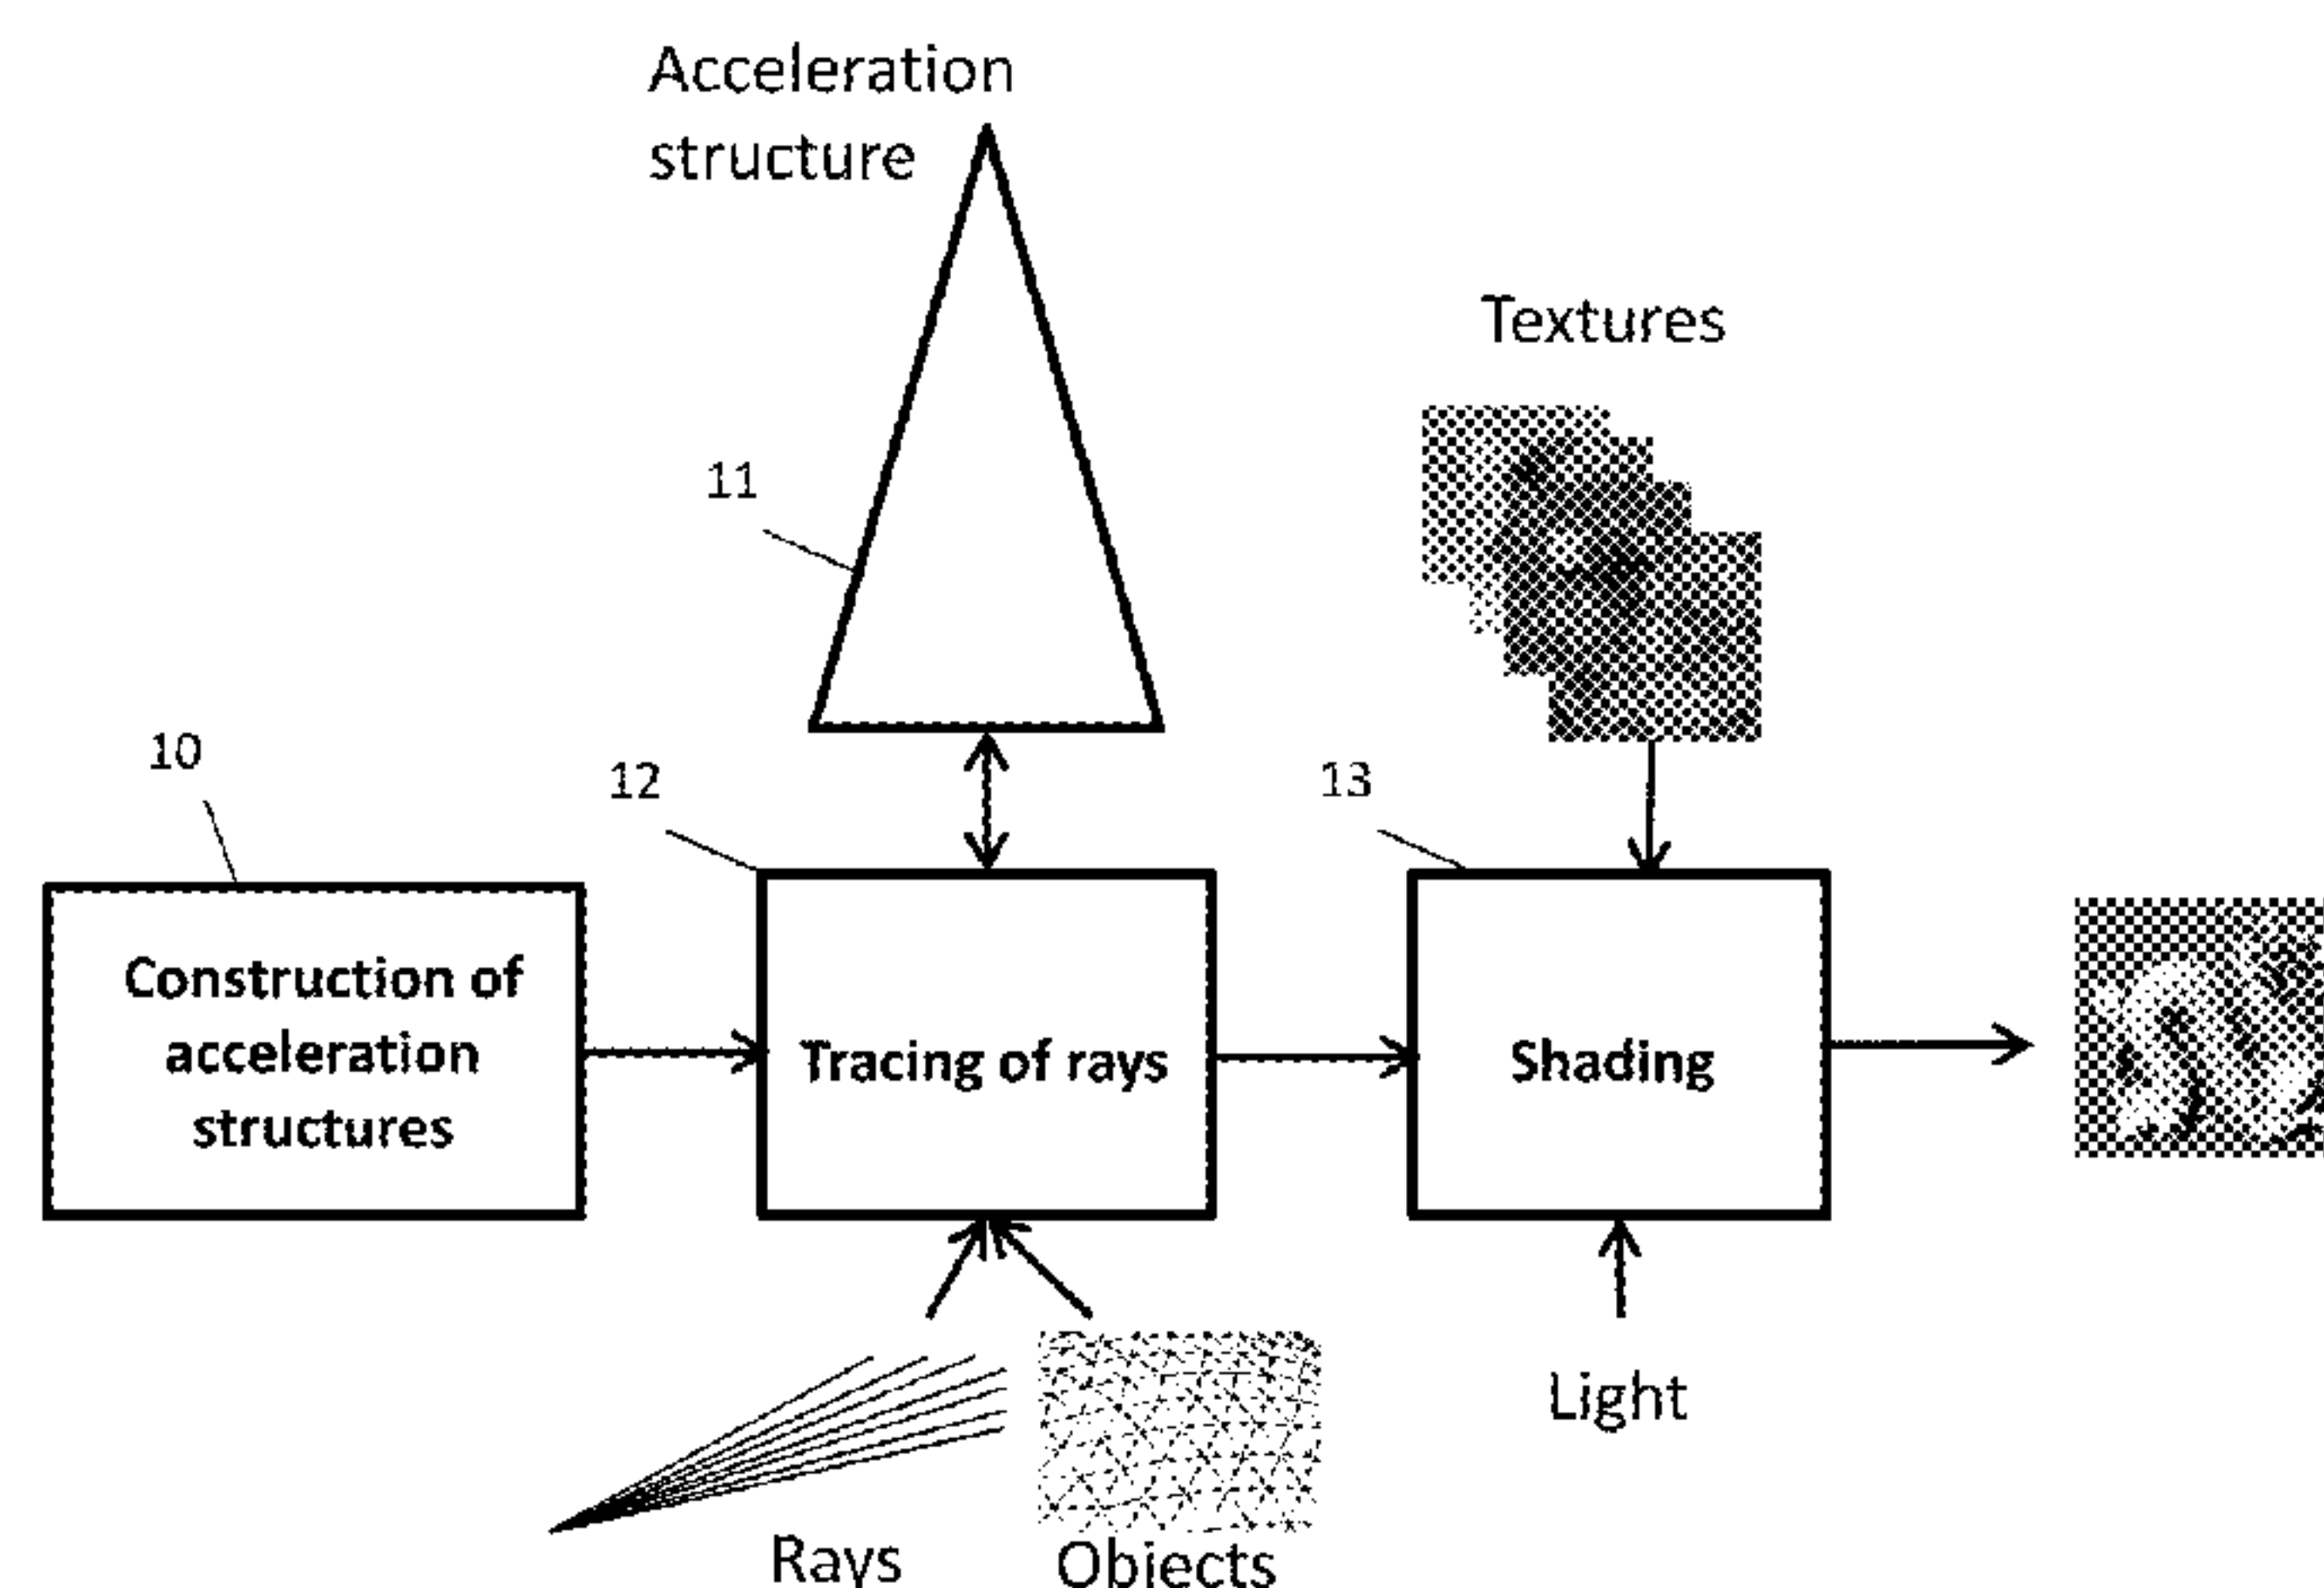 Acceleration
structure
Textures
11
10
12
13
Construction of
acceleration
structures
Tracing of rays
Shading
Light
Rays
Objects